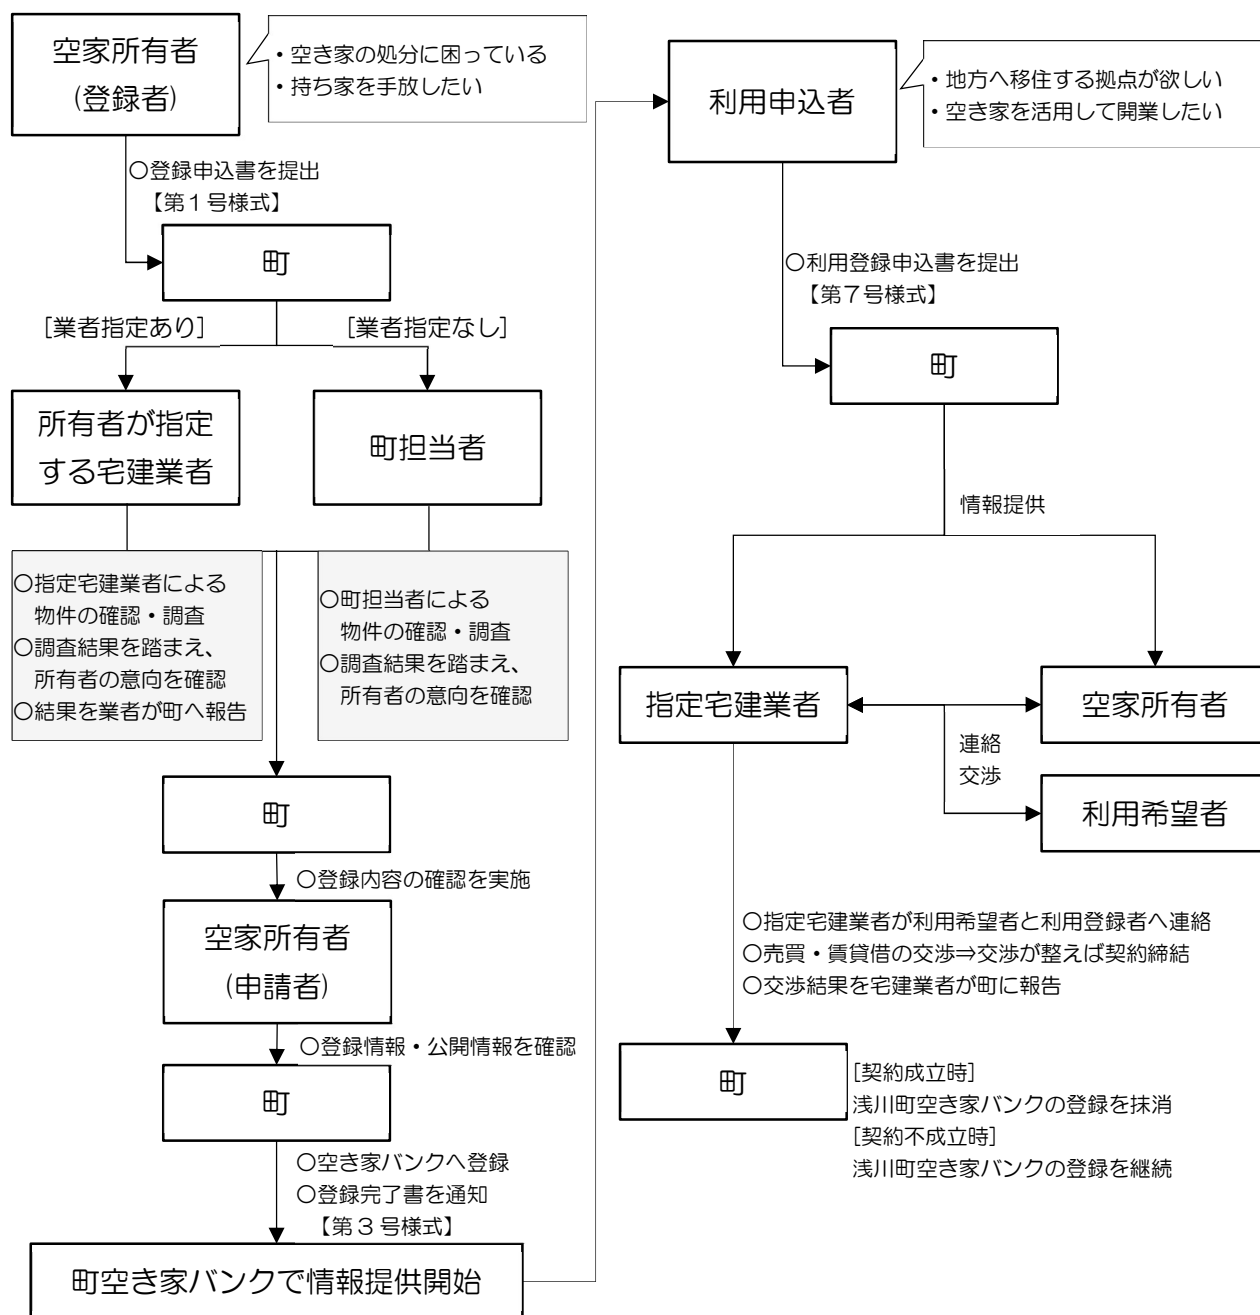 空家所有者
(登録者)
・空き家の処分に困っている
・持ち家を手放したい
〇登録申込書を提出
【第１号様式】
町
[業者指定あり]
[業者指定なし]
所有者が指定
する宅建業者
町担当者
〇指定宅建業者による
物件の確認・調査
〇調査結果を踏まえ、
所有者の意向を確認
〇結果を業者が町へ報告
〇町担当者による
物件の確認・調査
〇調査結果を踏まえ、
所有者の意向を確認
町
〇登録内容の確認を実施
空家所有者
(申請者)
〇登録情報・公開情報を確認
町
〇空き家バンクへ登録
〇登録完了書を通知
【第３号様式】
町空き家バンクで情報提供開始
利用申込者
・地方へ移住する拠点が欲しい
・空き家を活用して開業したい
〇利用登録申込書を提出
【第７号様式】
町
情報提供
指定宅建業者
空家所有者
連絡
交渉
利用希望者
〇指定宅建業者が利用希望者と利用登録者へ連絡
〇売買・賃貸借の交渉⇒交渉が整えば契約締結
〇交渉結果を宅建業者が町に報告
町
[契約成立時]
浅川町空き家バンクの登録を抹消
[契約不成立時]
浅川町空き家バンクの登録を継続